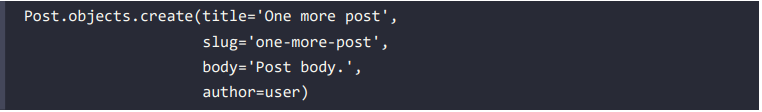 Post.objects.create(title='One more post',
                    slug='one-more-post',
                    body='Post body.',
                    author=user)